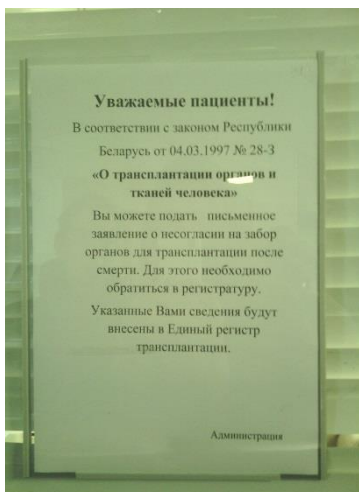 Уважаемые пациенты!
В соответствии с законом Республики
Беларусь от 04.03.1997 № 28-З
«О трансплантации органов и
тканей человека»
Вы можете подать письменное
заявление о несогласии на забор
органов для трансплантации после
смерти. Для этого необходимо
обратиться в регистратуру.
Указанные Вами сведения будут
внесены в Единый регистр
трансплантации.
Администрация